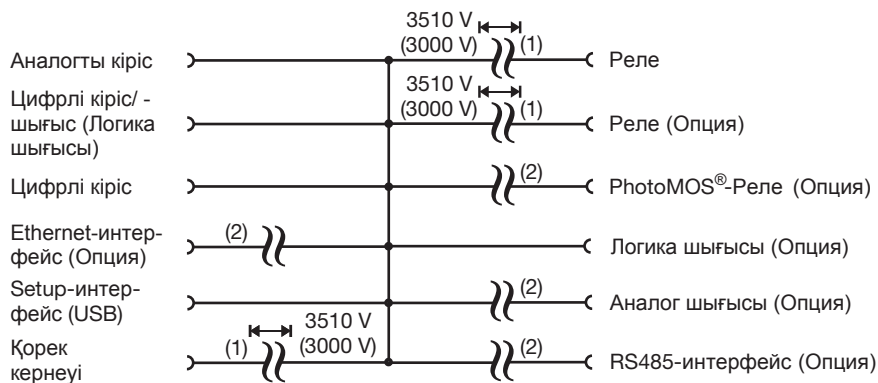 3510 V
(3000 V) (1)
Аналогты кіріс
Реле
3510 V
(3000 V) (1)
Цифрлі кіріс/ -
шығыс (Логика
шығысы)
Реле (Опция)
Цифрлі кіріс
(2)
PhotoMOS®-Реле (Опция)
Ethernet-интер-
фейс (Опция)
(2)
Логика шығысы (Опция)
Setup-интер-
фейс (USB)
(2)
Аналог шығысы (Опция)
Қорек
кернеуі
(1)
3510 V
(3000 V)
(2)
RS485-интерфейс (Опция)